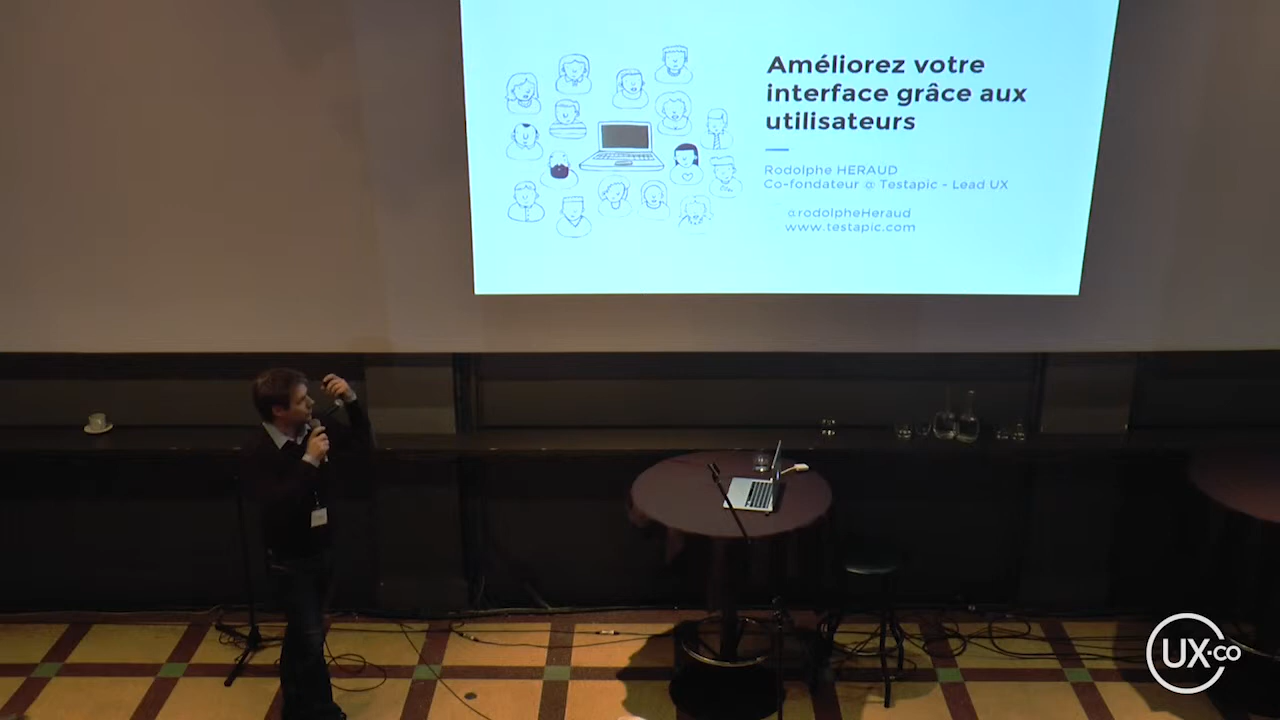 Améliorez votre
interface grâce aux
utilisateurs
Rodolphe HERAUD
Co-fondateur @ Testapic - Lead UX
@rodolpheHeraud
www.testapic.com
UX-co